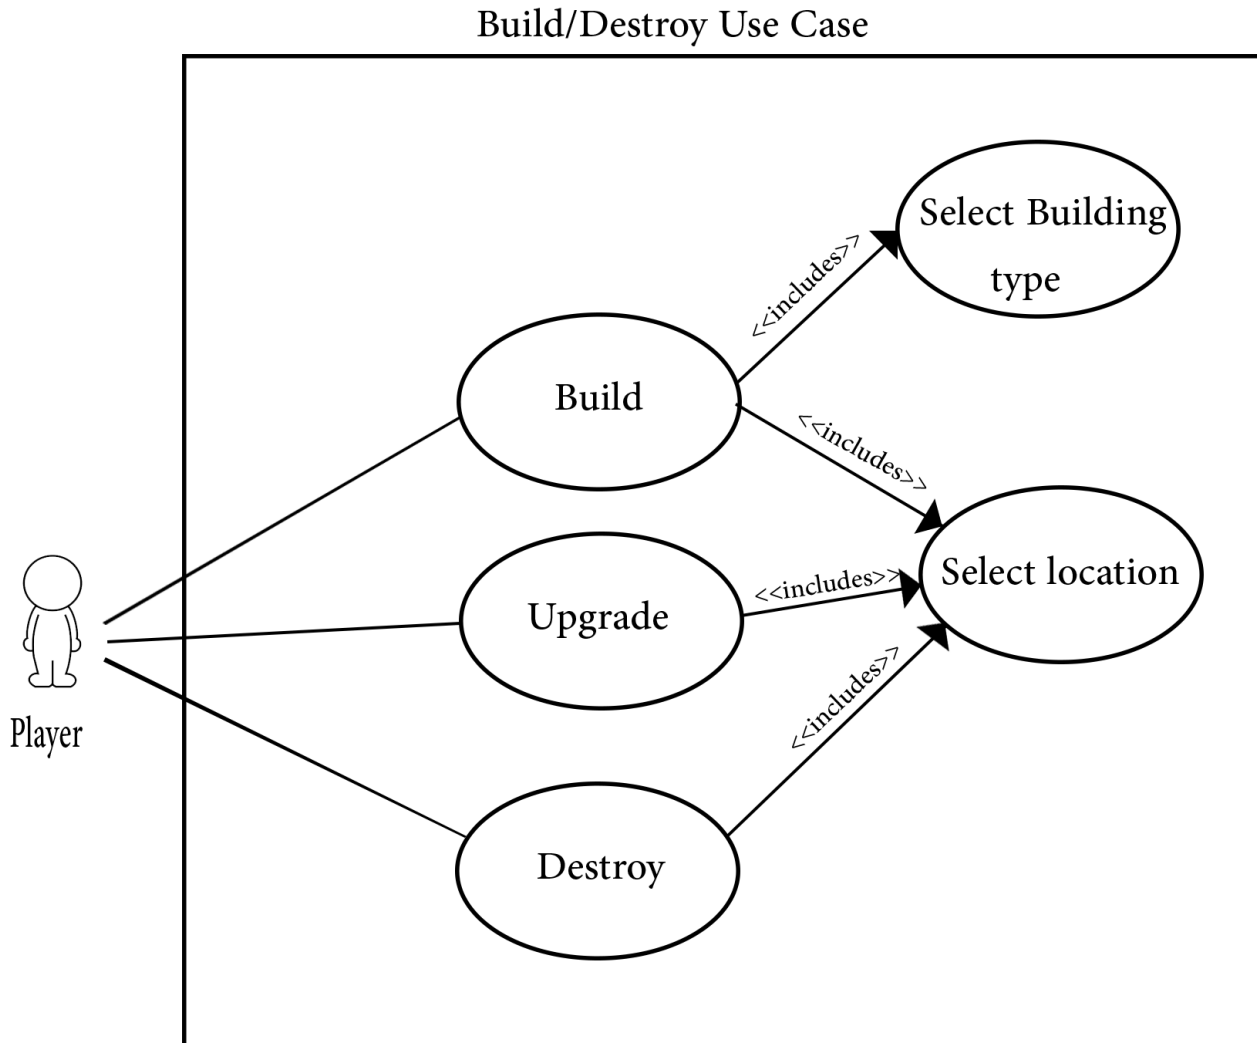 Build/Destroy Use Case
Select Building
type
<<includes>>
Build
<<includes>>
Select location
<<includes>>
Upgrade
<<includes>>
Player
Destroy